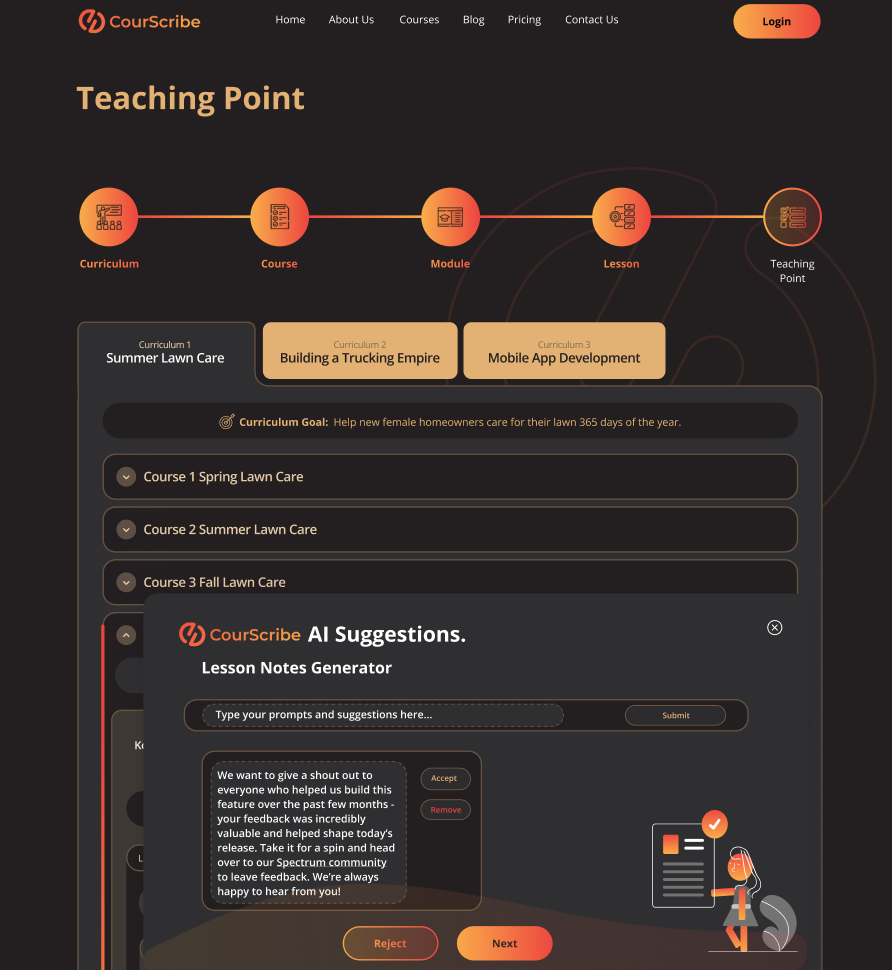 CourScribe
Home About Us Courses Blog Pricing Contact Us
Login
Teaching Point
Curriculum
Course
Module
Lesson
Teaching
Point
Curriculum 1
Summer Lawn Care
Curriculum 2
Building a Trucking Empire
Curriculum 3
Mobile App Development
Curriculum Goal: Help new female homeowners care for their lawn 365 days of the year.
Course 1 Spring Lawn Care
Course 2 Summer Lawn Care
Course 3 Fall Lawn Care
CourScribe AI Suggestions.
Lesson Notes Generator
Type your prompts and suggestions here...
Submit
We want to give a shout out to
everyone who helped us build this
feature over the past few months -
your feedback was incredibly
valuable and helped shape today’s
release. Take it for a spin and head
over to our Spectrum community
to leave feedback. We’re always
happy to hear from you!
Accept
Remove
Reject
Next